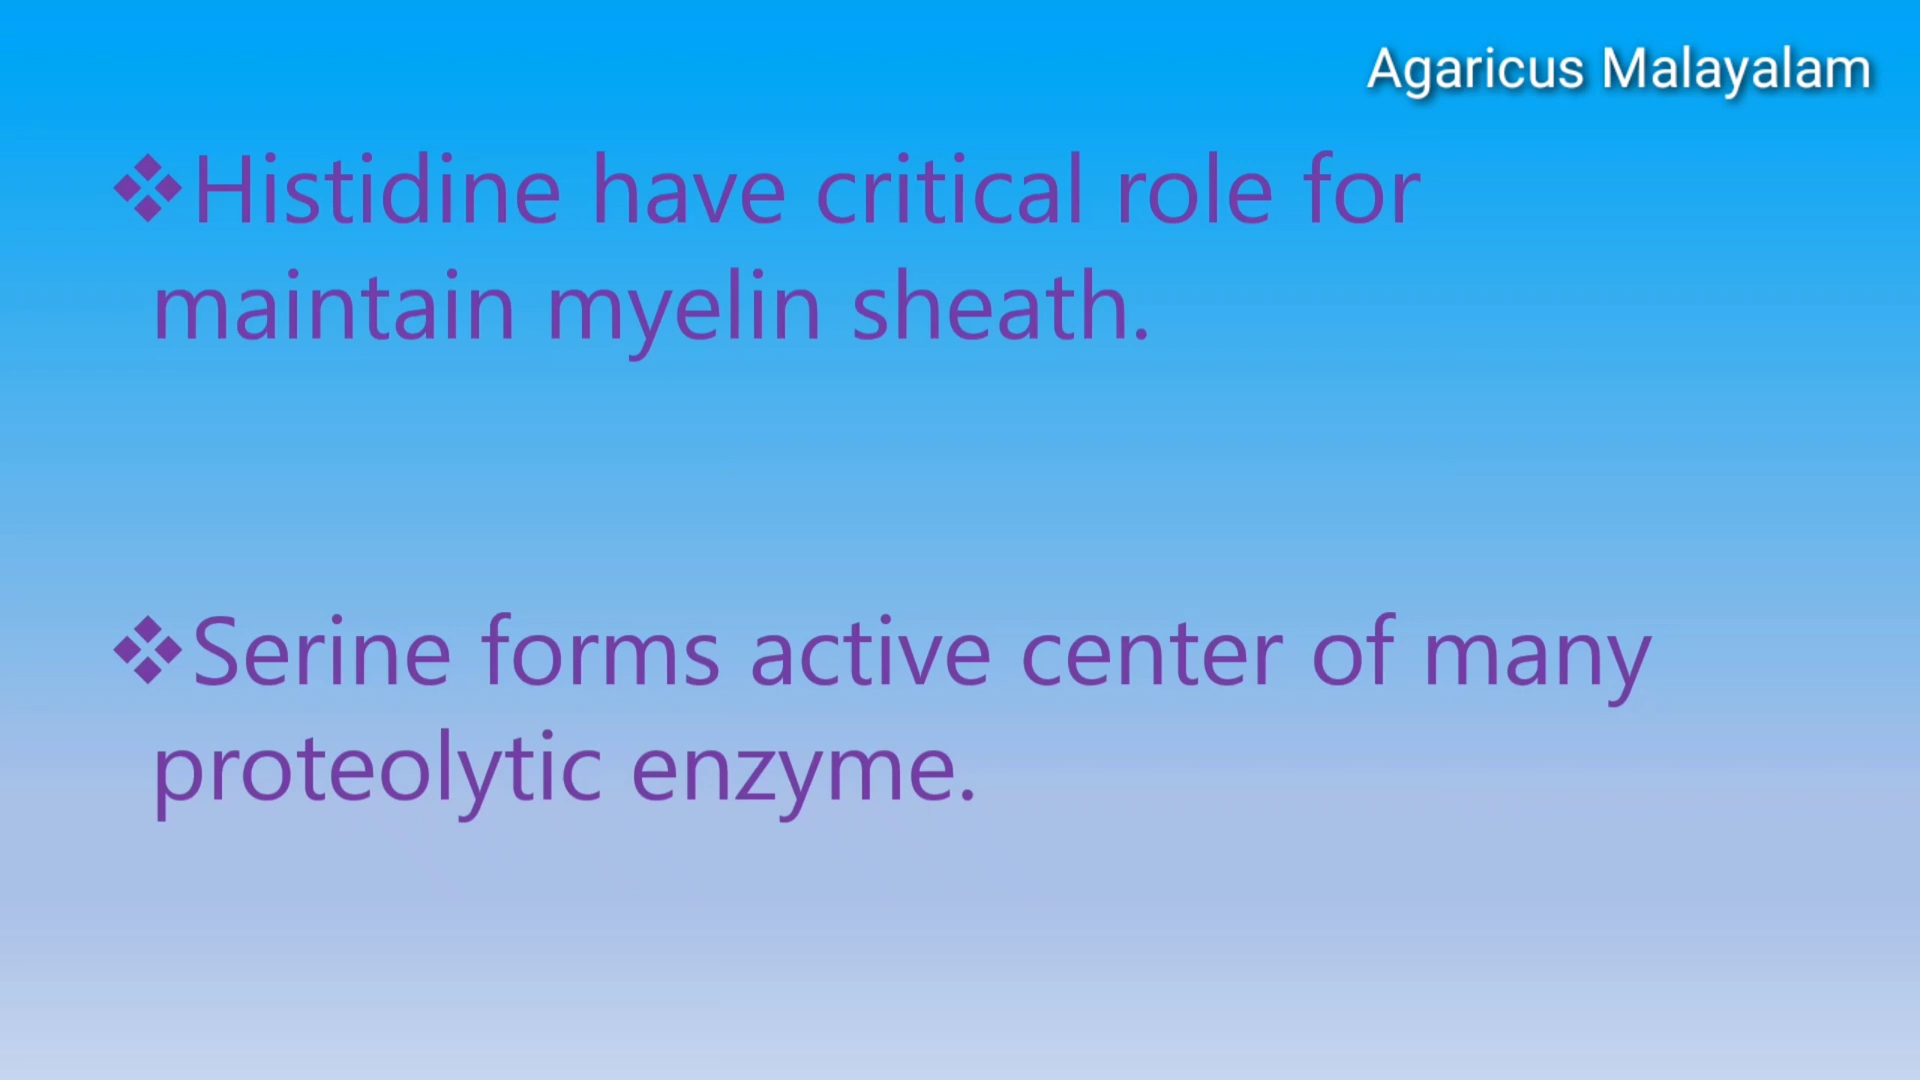 Agaricus Malayalam
❖Histidine have critical role for
maintain myelin sheath.
❖Serine forms active center of many
proteolytic enzyme.